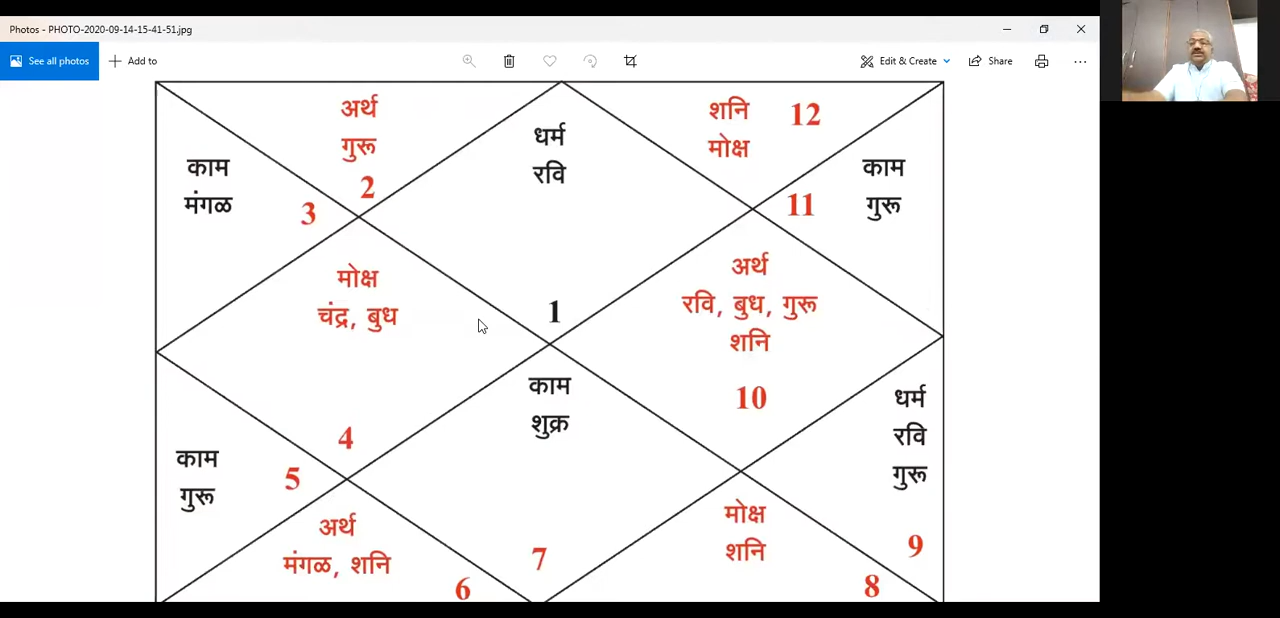 Photos - PHOTO-2020-09-14-15-41-51.jpg
See all photos
Add to
Edit & Create
Share
अर्थ
गुरू
2
धर्म
रवि
1
शनि 12
मोक्ष
काम
मंगळ
3
11
काम
गुरू
मोक्ष
चंद्र, बुध
4
अर्थ
रवि, बुध, गुरू
शनि
10
काम
शुक्र
7
काम
गुरू
5
धर्म
रवि
गुरू
9
अर्थ
मंगळ, शनि
6
मोक्ष
शनि
8